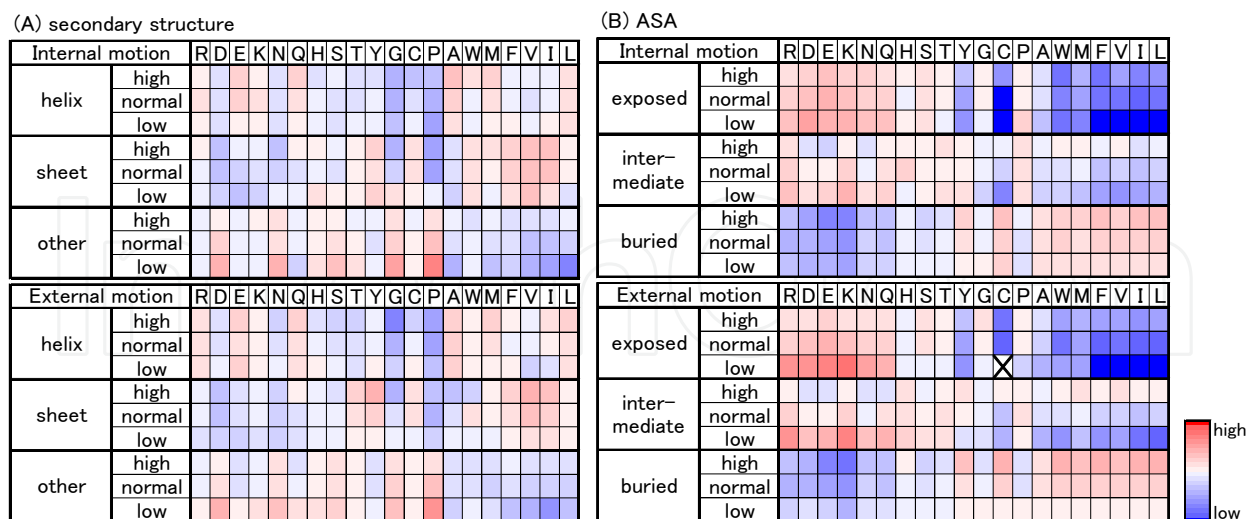 (A) secondary structure
Internal motion R D E K N Q H S T Y G C P A W M F V I L
helix
high
normal
low
sheet
high
normal
low
other
high
normal
low
External motion R D E K N Q H S T Y G C P A W M F V I L
helix
high
normal
low
sheet
high
normal
low
other
high
normal
low
(B) ASA
Internal motion R D E K N Q H S T Y G C P A W M F V I L
exposed
high
normal
low
inter-
mediate
high
normal
low
buried
high
normal
low
External motion R D E K N Q H S T Y G C P A W M F V I L
exposed
high
normal
low
X
inter-
mediate
high
normal
low
buried
high
normal
low
high
low